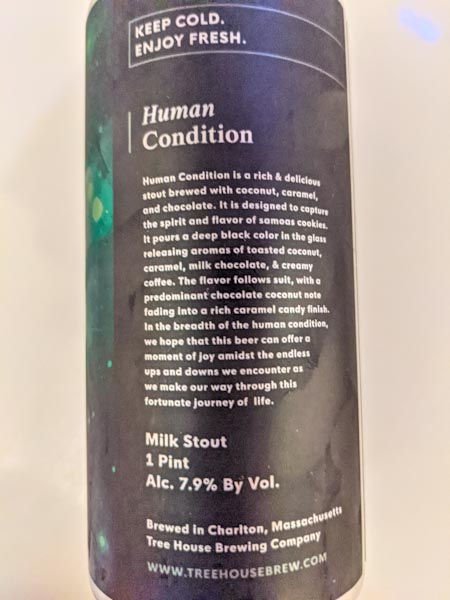 KEEP COLD.
ENJOY FRESH.
Human
Condition
Human Condition is a rich & delicious
stout brewed with coconut, caramel,
and chocolate. It is designed to capture
the spirit and flavor of samoas cookies.
It pours a deep black color in the glass
releasing aromas of toasted coconut,
caramel, milk chocolate, & creamy
coffee. The flavor follows suit, with a
predominant chocolate coconut note
fading into a rich caramel candy finish.
In the breadth of the human condition,
we hope that this beer can offer a
moment of joy amidst the endless
ups and downs we encounter as
we make our way through this
fortunate journey of life.
Milk Stout
1 Pint
Alc. 7.9% By Vol.
Brewed in Charlton, Massachusetts
Tree House Brewing Company
WWW.TREEHOUSEBREW.COM